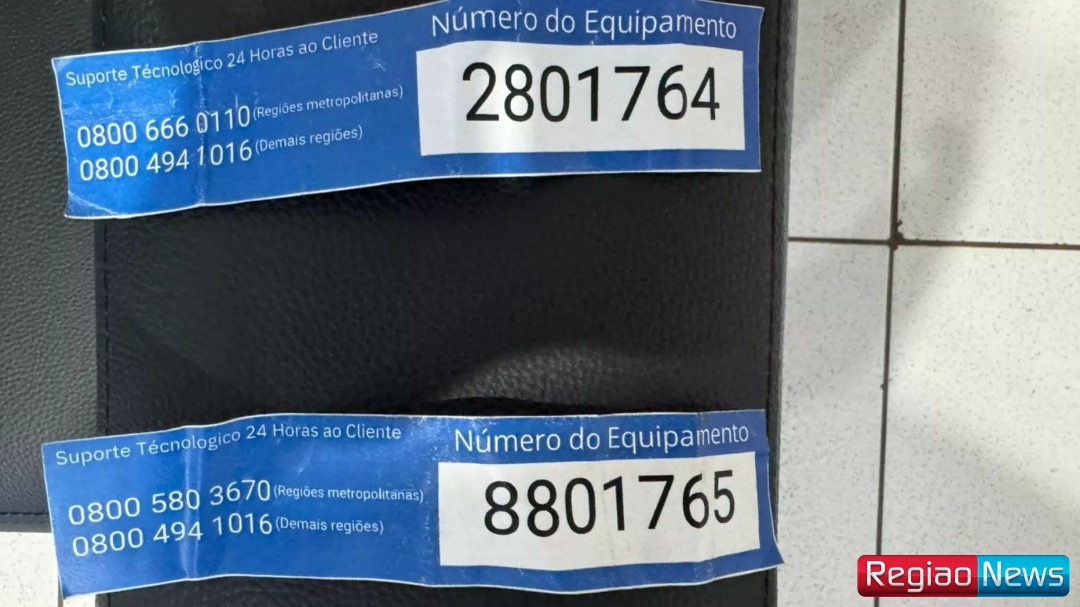 Suporte Técnologico 24 Horas ao Cliente
0800 666 0110 (Regiões metropolitanas)
0800 494 1016 (Demais regiões)
Número do Equipamento
2801764
Suporte Técnologico 24 Horas ao Cliente
0800 580 3670 (Regiões metropolitanas)
0800 494 1016 (Demais regiões)
Número do Equipamento
8801765
Regiao News